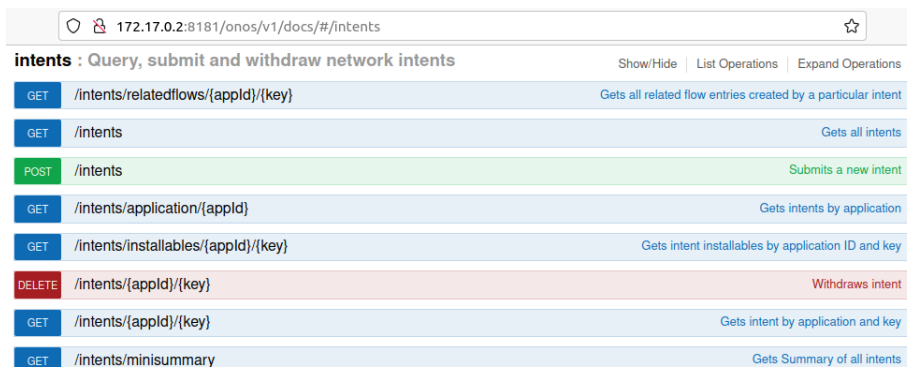 172.17.0.2:8181/onos/v1/docs/#/intents
intents : Query, submit and withdraw network intents Show/Hide List Operations Expand Operations
GET /intents/relatedflows/{appId}/{key} Gets all related flow entries created by a particular intent
GET /intents Gets all intents
POST /intents Submits a new intent
GET /intents/application/{appId} Gets intents by application
GET /intents/installables/{appId}/{key} Gets intent installables by application ID and key
DELETE /intents/{appId}/{key} Withdraws intent
GET /intents/{appId}/{key} Gets intent by application and key
GET /intents/minisummary Gets Summary of all intents